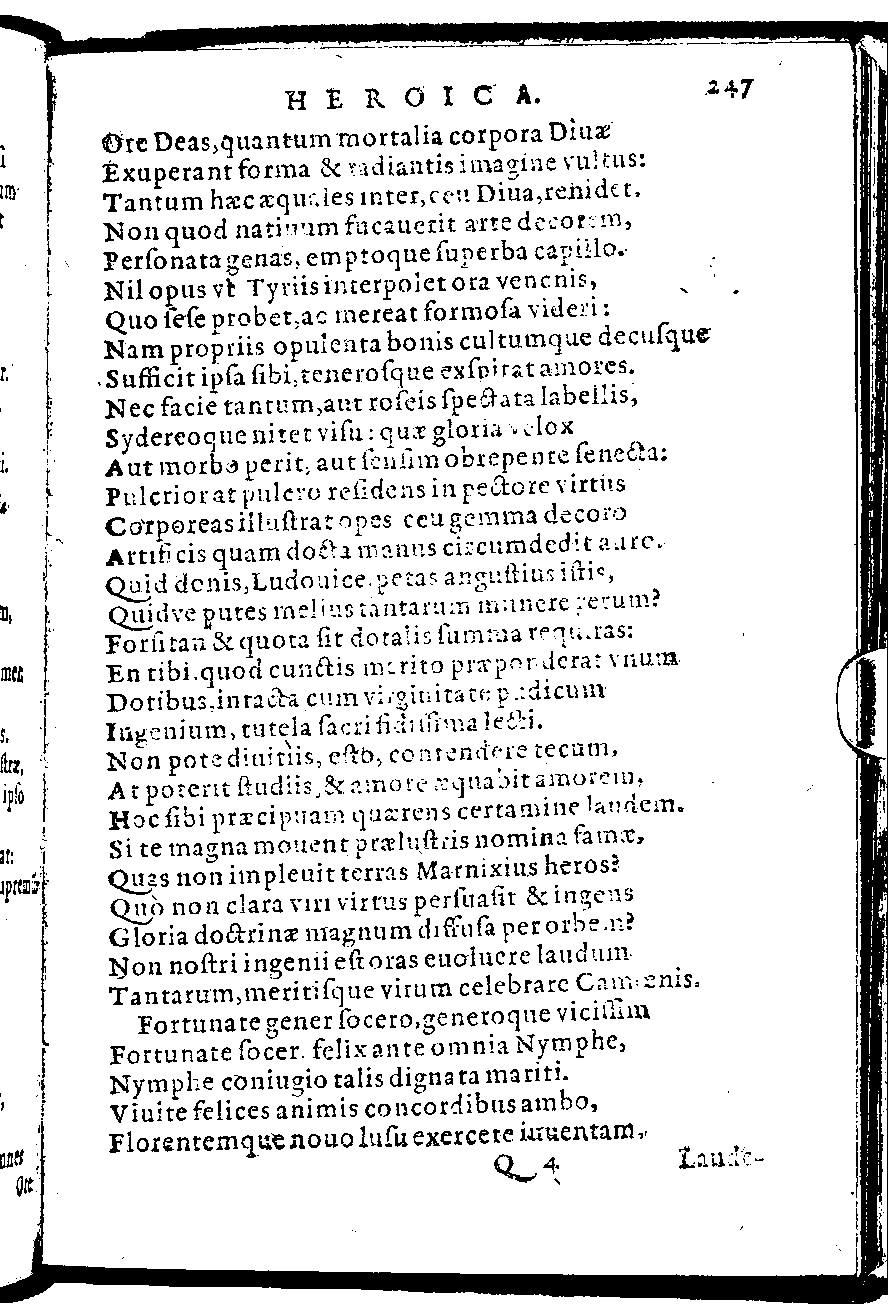 HEROICA. 247
Ore Deas, quantum mortalia corpora Diuæ
Exuperant forma & radiantis imagine vultus:
Tantum hæc æquales inter, ceu Diua, renidet.
Non quod natiuum fucauerit arte decorem,
Perſonata genas, emptoque ſuperba capillo.
Nil opus vt Tyriis interpolet ora venenis,
Quo ſeſe probet, ac mereat formoſa videri:
Nam propriis opulenta bonis cultumque decuſque
Sufficit ipſa ſibi, teneroſque exſpirat amores.
Nec facie tantum, aut roſeis ſpectata labellis,
Sydereoque nitet viſu: quæ gloria velox
Aut morbo perit, aut ſenſim obrepente ſenecta:
Pulcrior at pulcro reſidens in pectore virtus
Corporeas illuſtrat opes ceu gemma decoro
Artificis quam docta manus circumdedit auro.
Quid donis, Ludouice, petas anguſtius iſtis,
Quidve putes melius tantarum munere rerum?
Forſitan & quota ſit dotalis ſumma requiras:
En tibi, quod cunctis merito præponderat vnum
Dotibus, intacta cum virginitate pudicum
Ingenium, tutela ſacri fidiſſima lecti.
Non pote diuitiis, eſto, contendere tecum,
At poterit ſtudiis, & amore æquabit amorem,
Hoc ſibi præcipuam quærens certamine laudem.
Si te magna mouent præluſtris nomina famæ,
Quas non impleuit terras Marnixius heros?
Quò non clara viri virtus peruaſit & ingens
Gloria doctrinæ magnum diffuſa per orbem?
Non noſtri ingenii eſt oras euoluere laudum
Tantarum, meritiſque virum celebrare Camœnis.
Fortunate gener ſocero, generoque viciſſim
Fortunate ſocer. felix ante omnia Nymphe,
Nymphe coniugio talis dignata mariti.
Viuite felices animis concordibus ambo,
Florentemque nouo luſu exercete iuuentam,
Q 4 Laude-